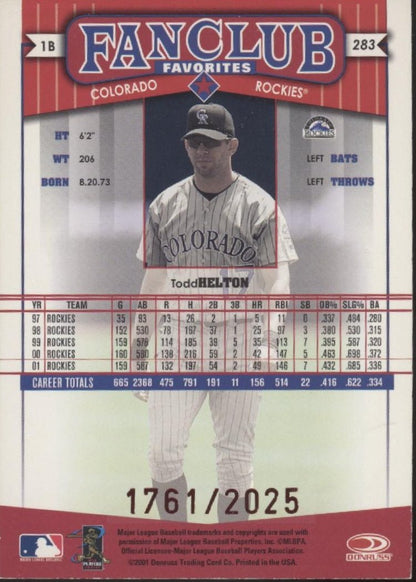 1B FANCLUB 283
FAVORITES
COLORADO ROCKIES®
HT 6'2"
WT 206 LEFT BATS
BORN 8.20.73 LEFT THROWS
ROCKIES
CR
COLORADO
ToddHELTON
YR TEAM G AB R H 2B 3B HR RBI SB OB% SLG% BA
97 ROCKIES 35 93 13 26 2 1 5 11 0 .337 .484 .280
98 ROCKIES 152 530 78 167 37 1 25 97 3 .380 .530 .315
99 ROCKIES 159 578 114 185 39 5 35 113 7 .395 .587 .320
00 ROCKIES 160 580 138 216 59 2 42 147 5 .463 .698 .372
01 ROCKIES 159 587 132 197 54 2 49 146 7 .432 .685 .336
CAREER TOTALS 665 2368 475 791 191 11 156 514 22 .416 .622 .334
1761/2025
Major League Baseball trademarks and copyrights are used with
permission of Major League Baseball Properties, Inc. ©MLBPA.
Official Licensee-Major League Baseball Players Association.
©2001 Donruss Trading Card Co. Printed in the USA.
PLAYERS
DONRUSS